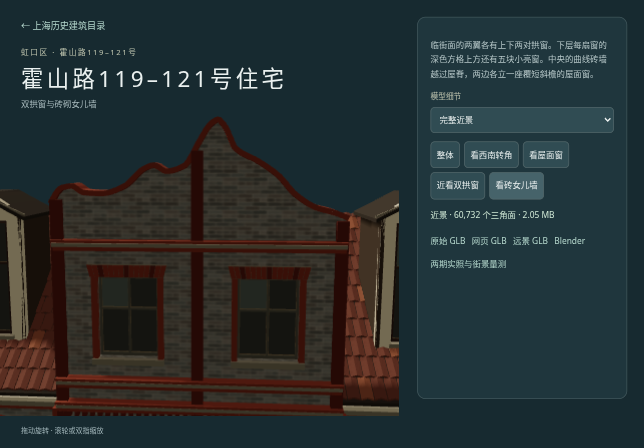 ← 上海历史建筑目录
虹口区 · 霍山路119–121号
霍山路119–121号住宅
双拱窗与砖砌女儿墙
临街面的两翼各有上下两对拱窗。下层每扇窗的
深色方格上方还有五块小亮窗。中央的曲线砖墙
越过屋脊，两边各立一座覆短斜檐的屋面窗。
模型细节
完整近景
整体 看西南转角 看屋面窗
近看双拱窗 看砖女儿墙
近景 · 60,732 个三角面 · 2.05 MB
原始 GLB 网页 GLB 远景 GLB Blender
两期实照与街景量测
拖动旋转 · 滚轮或双指缩放